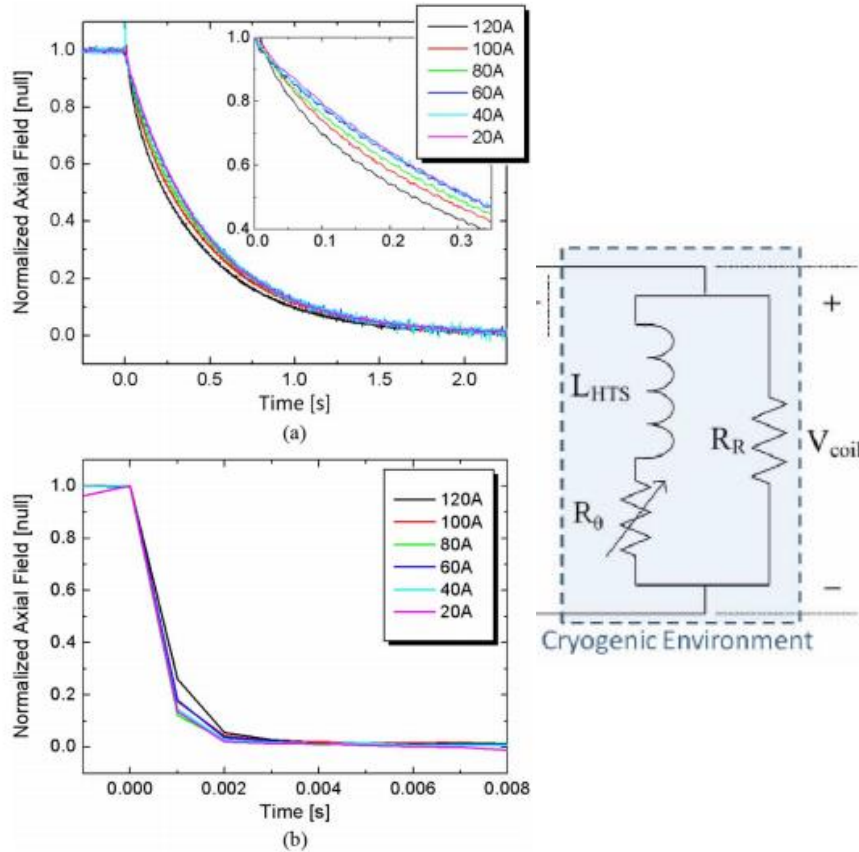 120A
100A
80A
60A
40A
20A
Normalized Axial Field [null]
1.0
0.8
0.6
0.4
0.2
0.0
1.0
0.8
0.6
0.4
0.0 0.1 0.2 0.3
0.0 0.5 1.0 1.5 2.0
Time [s]
(a)
Normalized Axial Field [null]
1.0
0.8
0.6
0.4
0.2
0.0
120A
100A
80A
60A
40A
20A
0.000 0.002 0.004 0.006 0.008
Time [s]
(b)
+
L_HTS
R_R
V_coil
R_θ
−
Cryogenic Environment